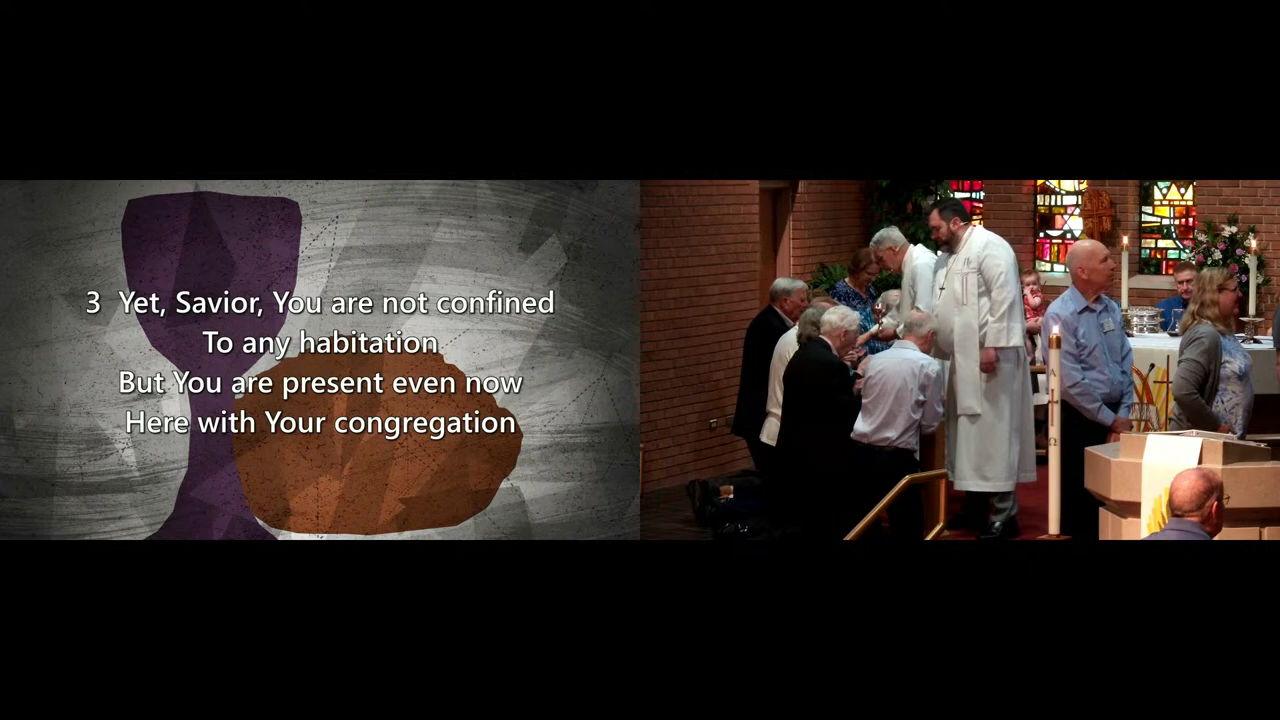 3 Yet, Savior, You are not confined
To any habitation
But You are present even now
Here with Your congregation
Α
Ω